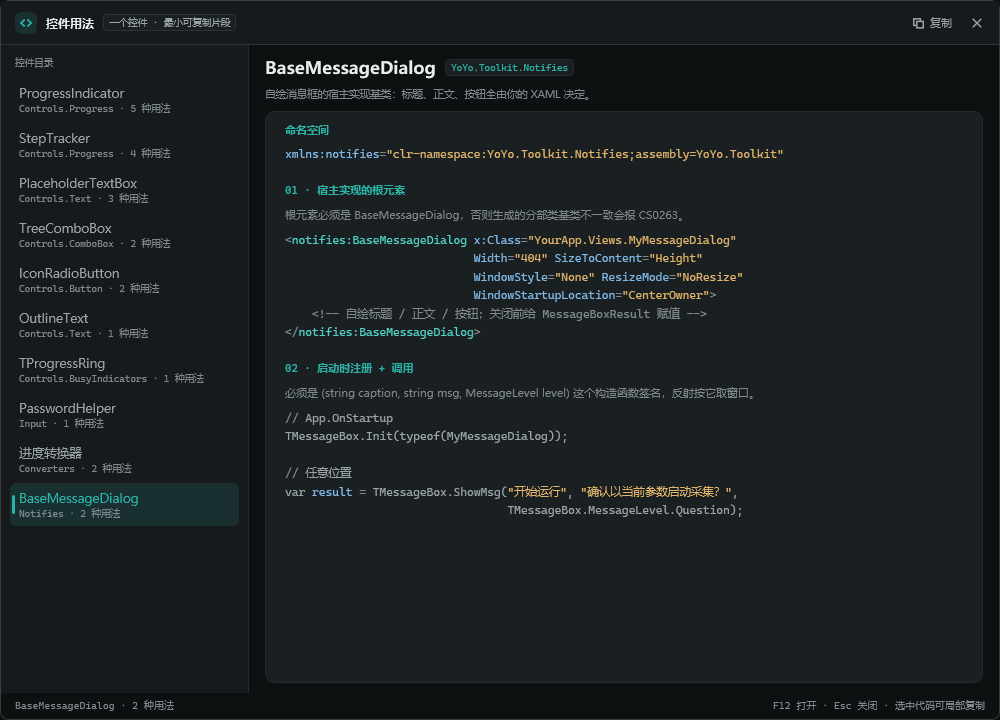 控件用法 一个控件 · 最小可复制片段 复制
控件目录
ProgressIndicator
Controls.Progress · 5 种用法
StepTracker
Controls.Progress · 4 种用法
PlaceholderTextBox
Controls.Text · 3 种用法
TreeComboBox
Controls.ComboBox · 2 种用法
IconRadioButton
Controls.Button · 2 种用法
OutlineText
Controls.Text · 1 种用法
TProgressRing
Controls.BusyIndicators · 1 种用法
PasswordHelper
Input · 1 种用法
进度转换器
Converters · 2 种用法
BaseMessageDialog
Notifies · 2 种用法
BaseMessageDialog YoYo.Toolkit.Notifies
自绘消息框的宿主实现基类：标题、正文、按钮全由你的 XAML 决定。
命名空间
xmlns:notifies="clr-namespace:YoYo.Toolkit.Notifies;assembly=YoYo.Toolkit"
01 · 宿主实现的根元素
根元素必须是 BaseMessageDialog，否则生成的分部类基类不一致会报 CS0263。
<notifies:BaseMessageDialog x:Class="YourApp.Views.MyMessageDialog"
Width="404" SizeToContent="Height"
WindowStyle="None" ResizeMode="NoResize"
WindowStartupLocation="CenterOwner">
<!-- 自绘标题 / 正文 / 按钮；关闭前给 MessageBoxResult 赋值 -->
</notifies:BaseMessageDialog>
02 · 启动时注册 + 调用
必须是 (string caption, string msg, MessageLevel level) 这个构造函数签名，反射按它取窗口。
// App.OnStartup
TMessageBox.Init(typeof(MyMessageDialog));
// 任意位置
var result = TMessageBox.ShowMsg("开始运行", "确认以当前参数启动采集？",
TMessageBox.MessageLevel.Question);
BaseMessageDialog · 2 种用法
F12 打开 · Esc 关闭 · 选中代码可局部复制